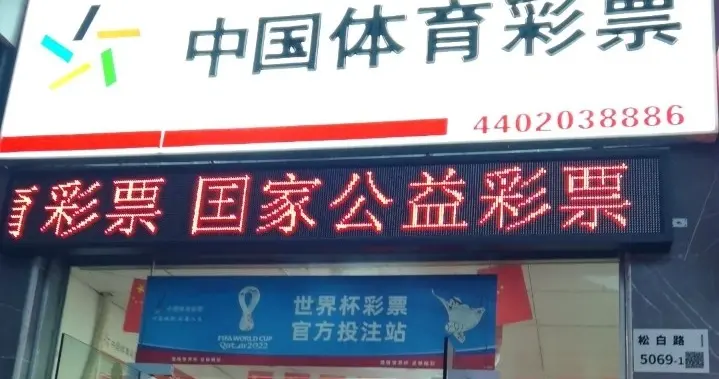 中国体育彩票
4402038886
育彩票 国家公益彩票
世界杯彩票
官方投注站
FIFA WORLD CUP
Qatar2022
松白路
5069-1